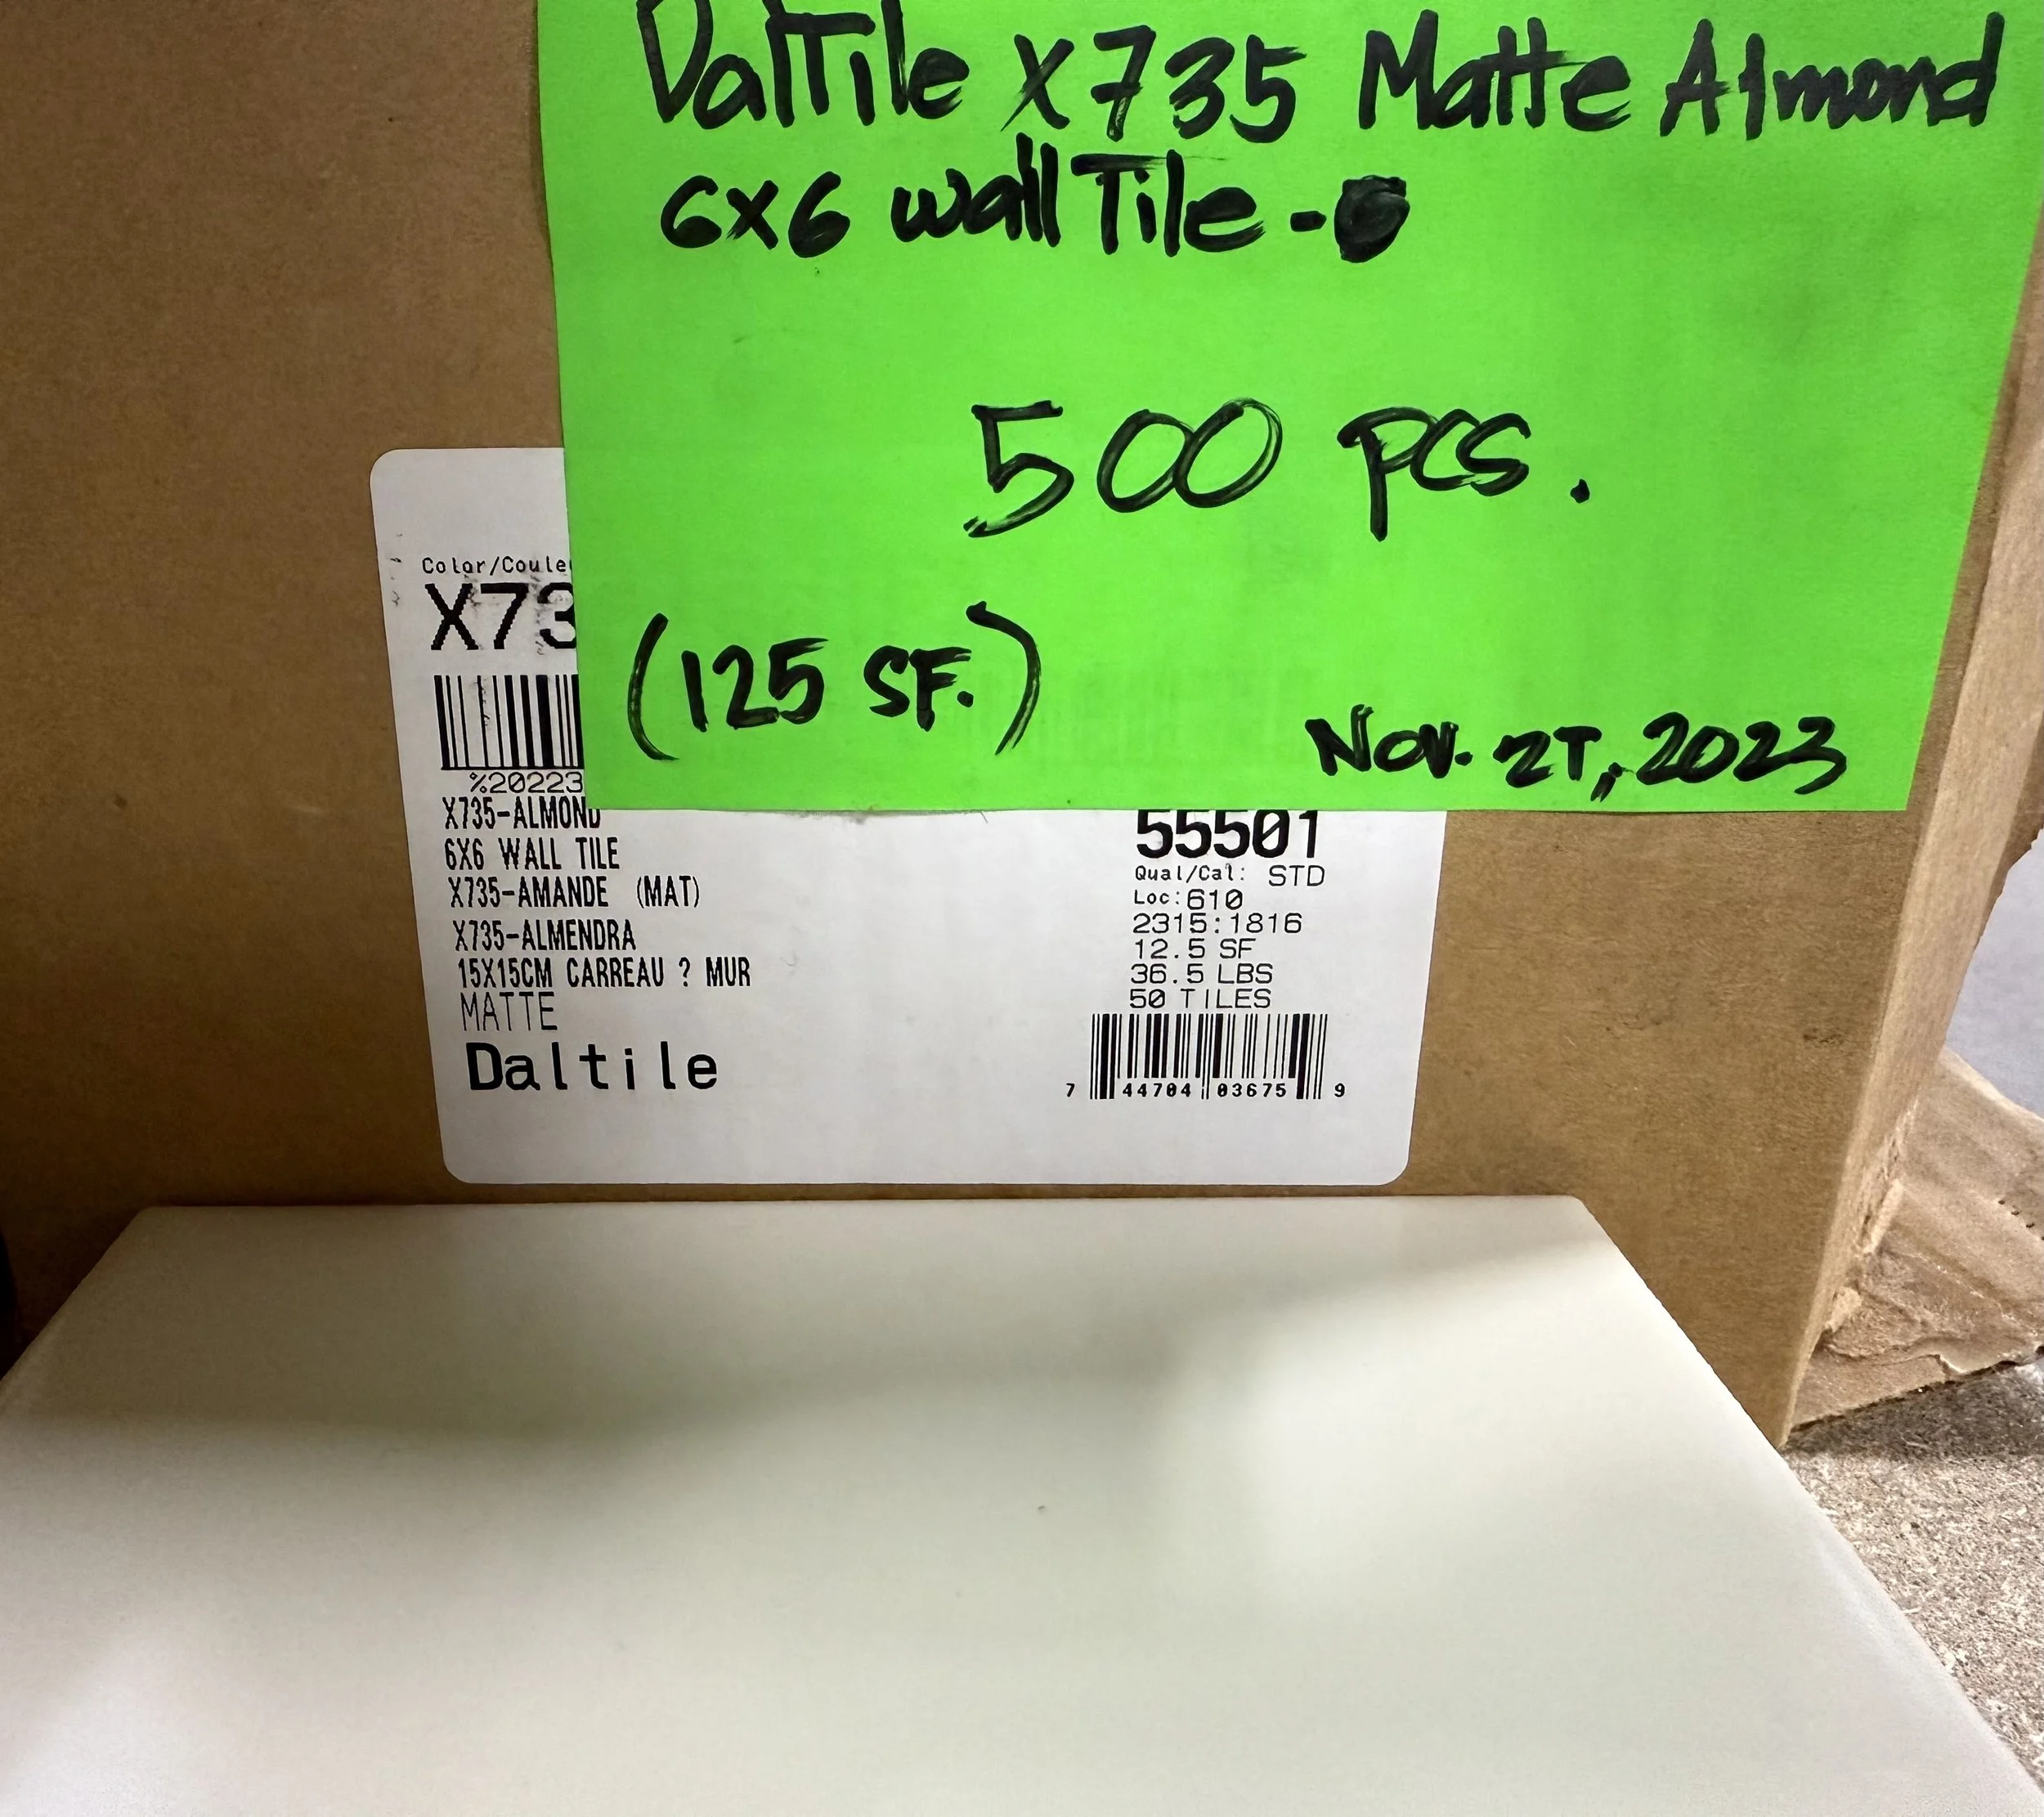 DalTile X735 Matte Almond
6x6 wall Tile -
500 PCS.
(125 SF.)
Nov. 27, 2023
Color/Coule
X73
%20223
X735-ALMOND
6X6 WALL TILE
X735-AMANDE (MAT)
X735-ALMENDRA
15X15CM CARREAU ? MUR
MATTE
Daltile
55501
Qual/Cal: STD
Loc:610
2315:1816
12.5 SF
36.5 LBS
50 TILES
7 44704 03675 9